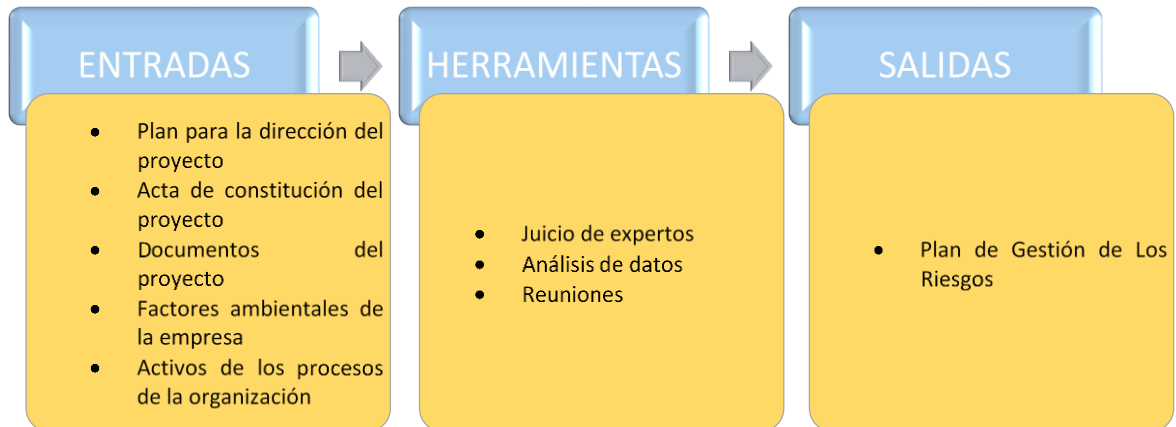 ENTRADAS
Plan para la dirección del
proyecto
Acta de constitución del
proyecto
Documentos del
proyecto
Factores ambientales de
la empresa
Activos de los procesos
de la organización
HERRAMIENTAS
Juicio de expertos
Análisis de datos
Reuniones
SALIDAS
Plan de Gestión de Los
Riesgos